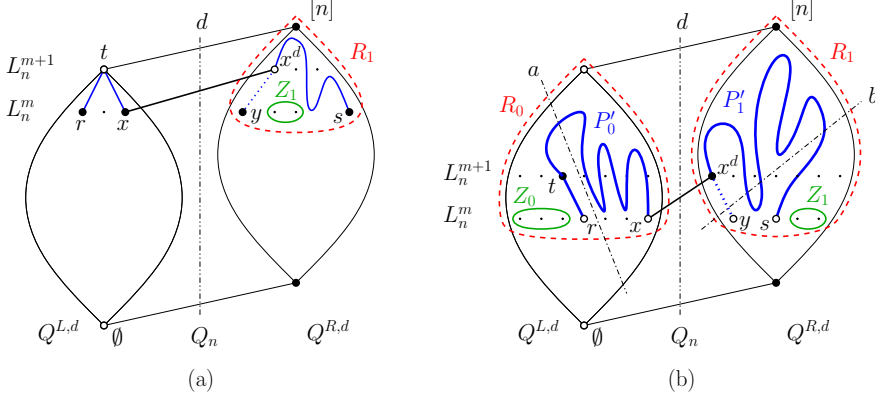 d [n]
t
L_n^{m+1} x^d R_1
L_n^m r x y Z_1 s
Q^{L,d} ∅ Q_n Q^{R,d}
(a)
d [n]
a R_0 R_1
P'_0 P'_1 b
L_n^{m+1} t x^d
L_n^m Z_0 r x y s Z_1
Q^{L,d} ∅ Q_n Q^{R,d}
(b)